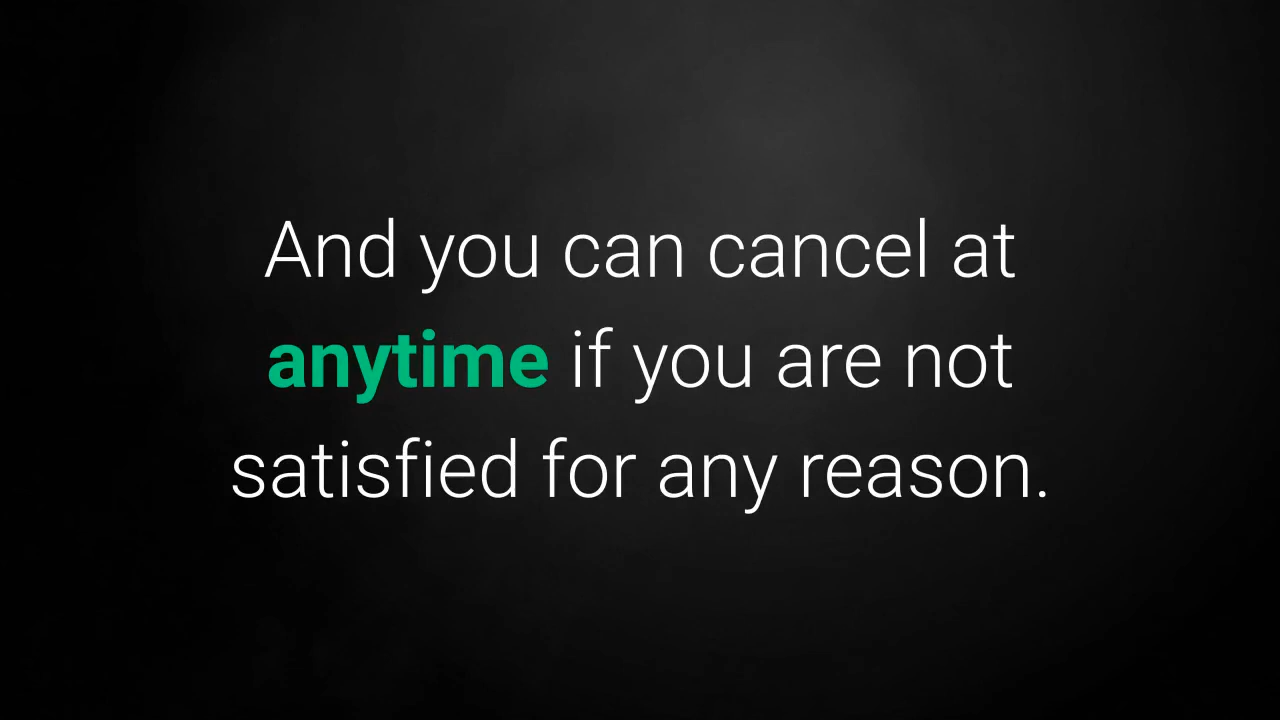 And you can cancel at
anytime if you are not
satisfied for any reason.